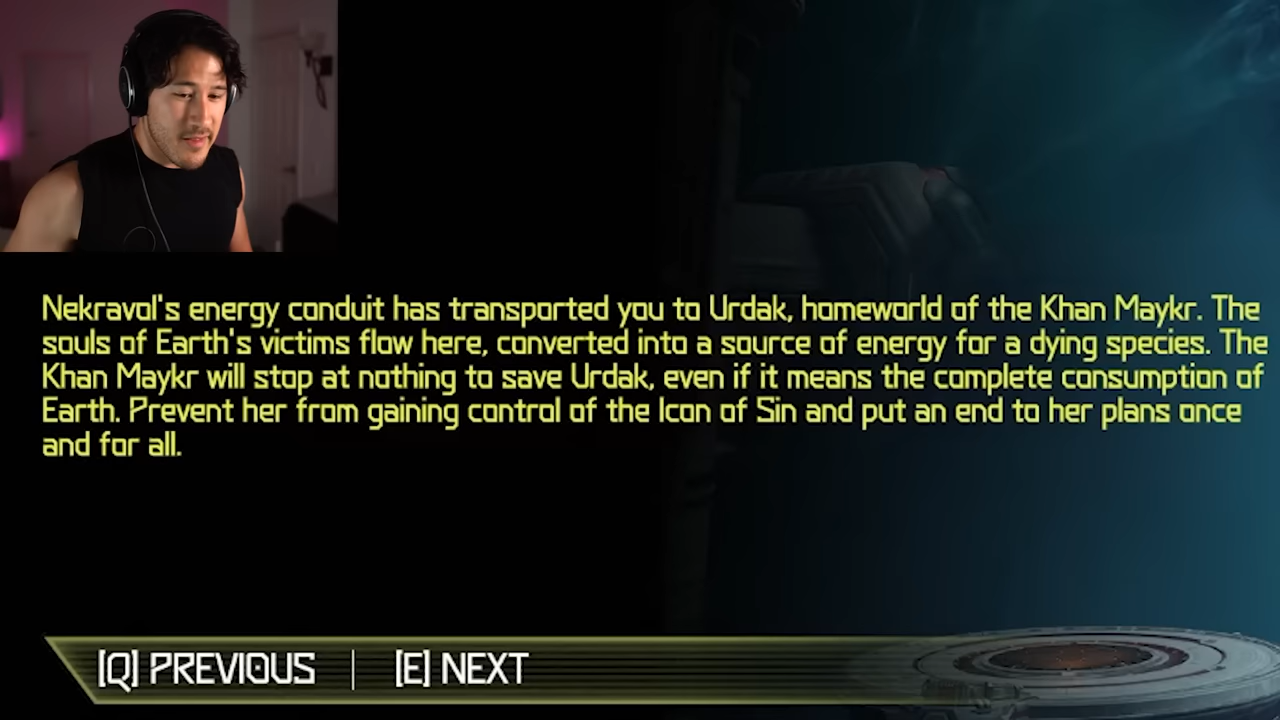 Nekravol's energy conduit has transported you to Urdak, homeworld of the Khan Maykr. The
souls of Earth's victims flow here, converted into a source of energy for a dying species. The
Khan Maykr will stop at nothing to save Urdak, even if it means the complete consumption of
Earth. Prevent her from gaining control of the Icon of Sin and put an end to her plans once
and for all.
[Q] PREVIOUS | [E] NEXT